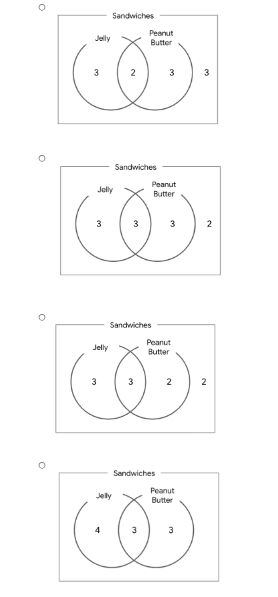 Sandwiches
Jelly
Peanut
Butter
3 2 3 3
Sandwiches
Jelly
Peanut
Butter
3 3 3 2
Sandwiches
Jelly
Peanut
Butter
3 3 2 2
Sandwiches
Jelly
Peanut
Butter
4 3 3